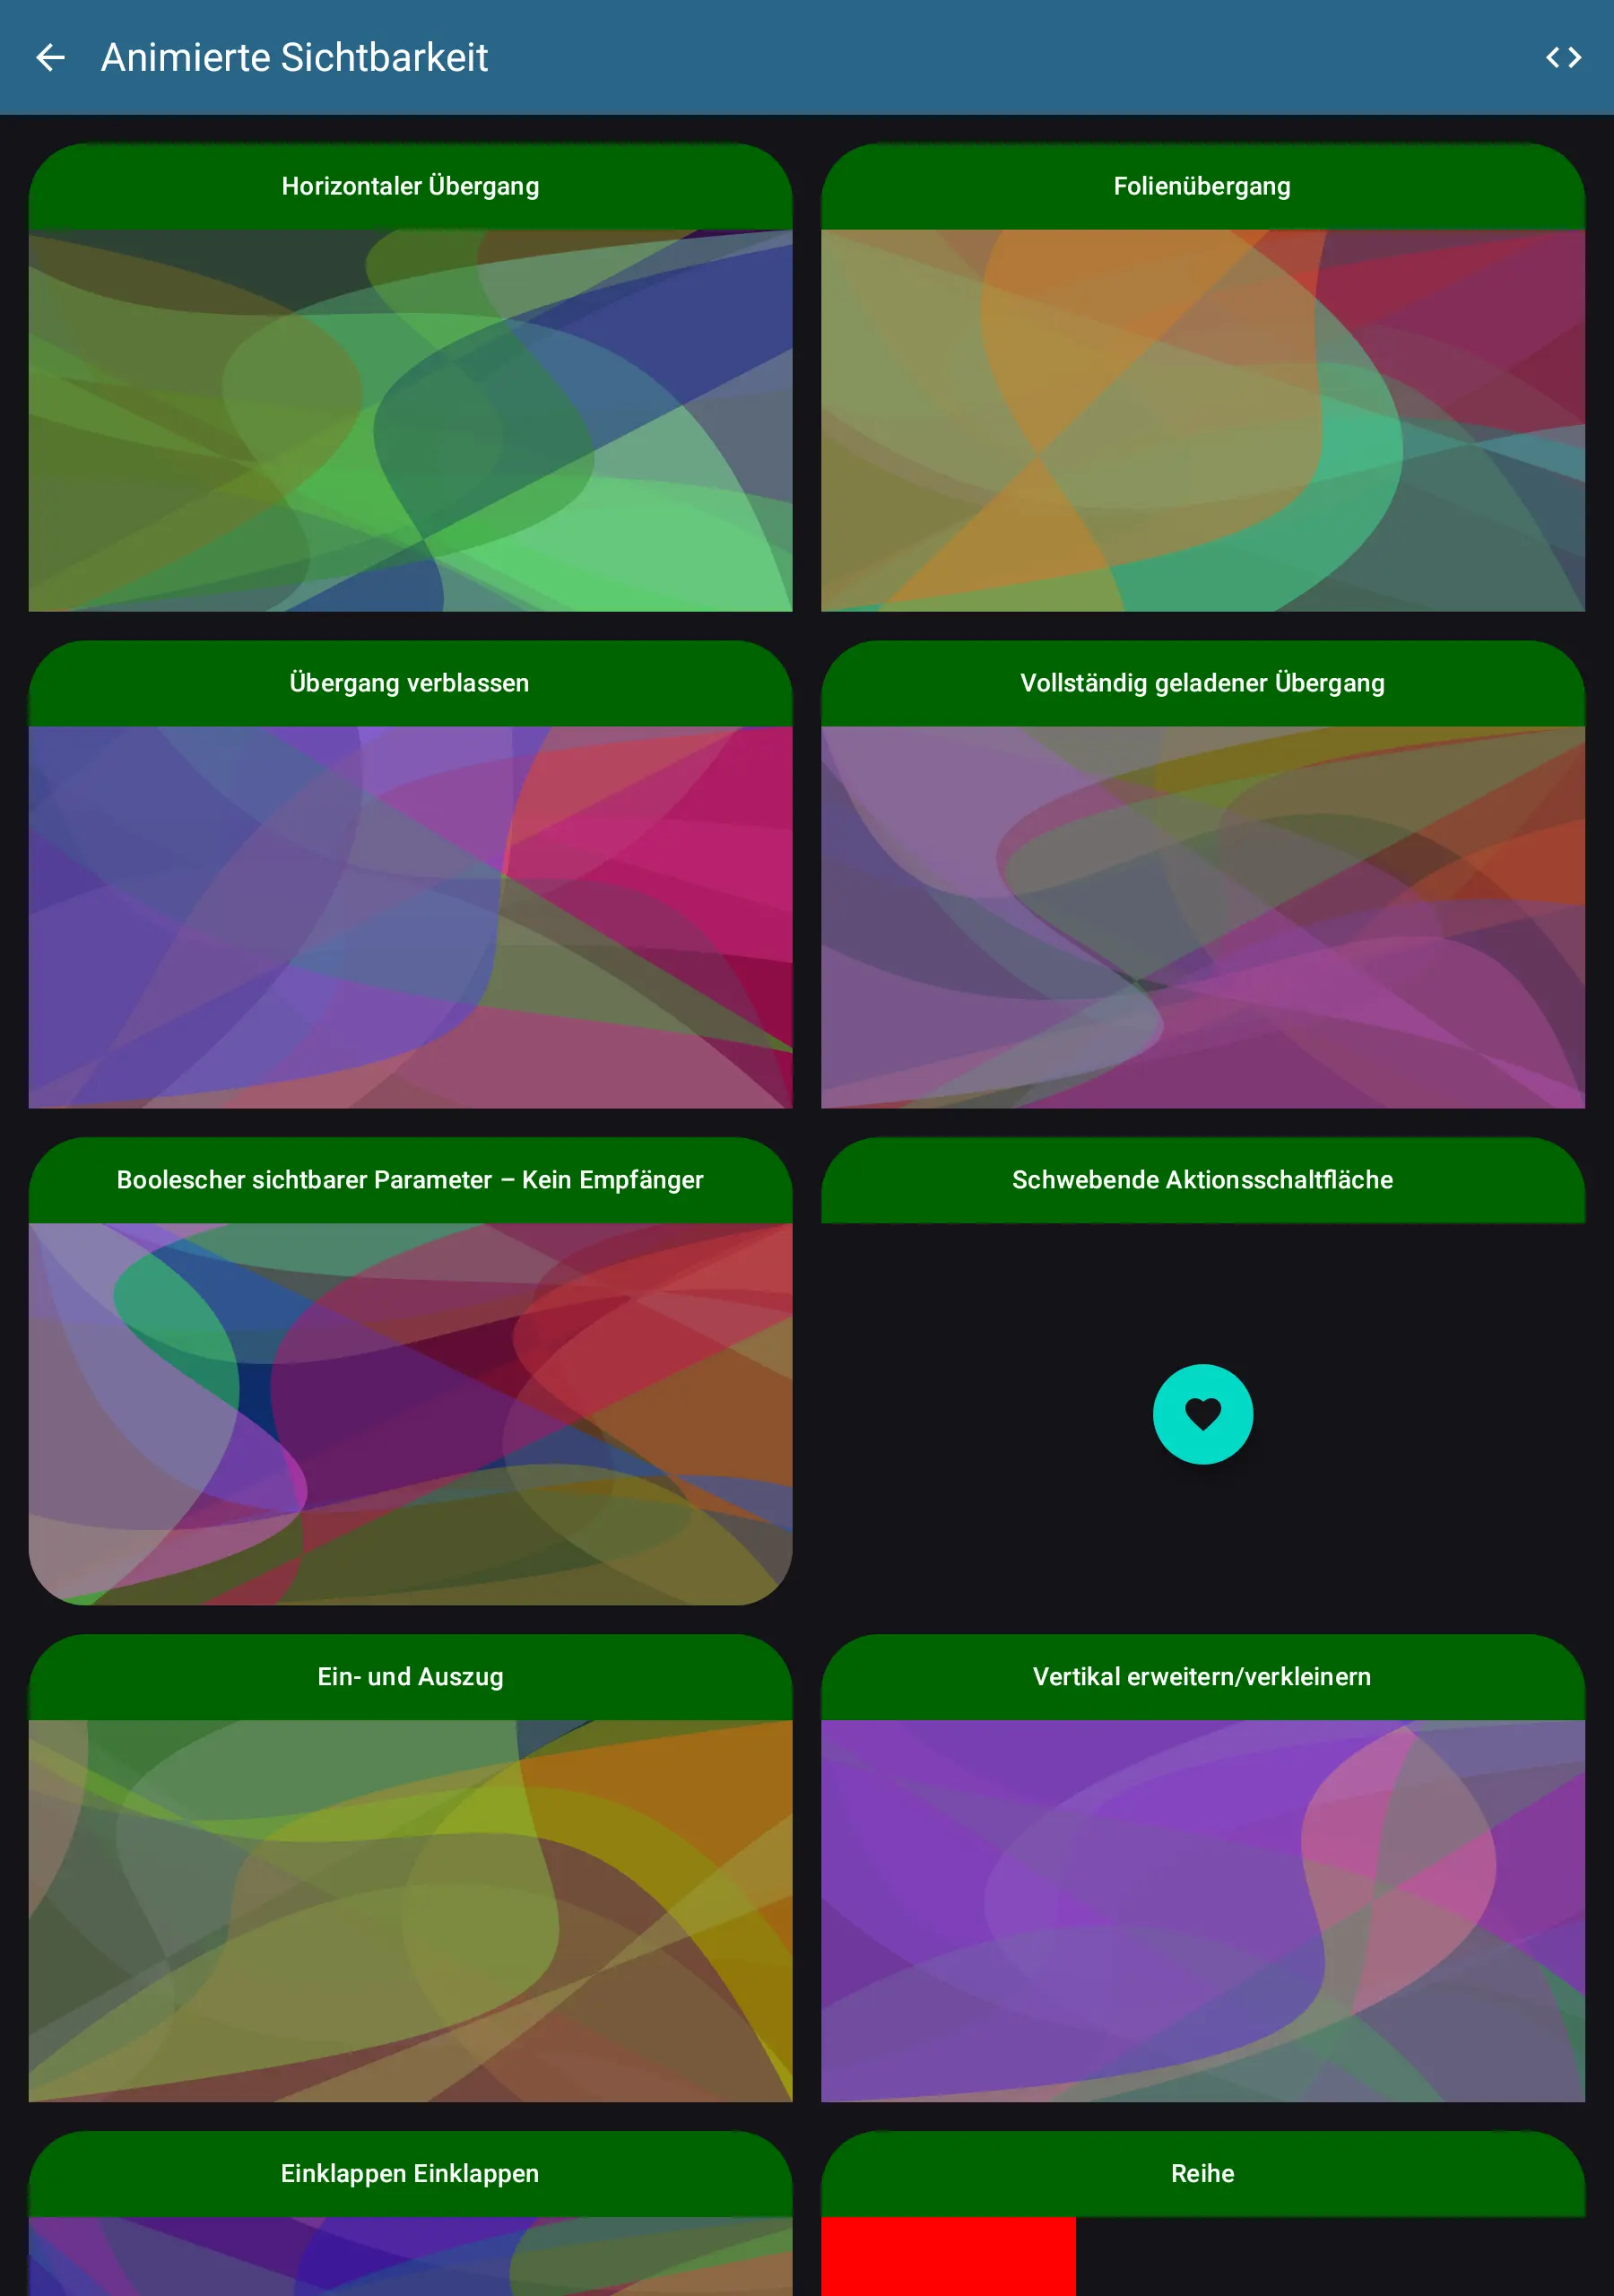 Animierte Sichtbarkeit
Horizontaler Übergang
Folienübergang
Übergang verblassen
Vollständig geladener Übergang
Boolescher sichtbarer Parameter – Kein Empfänger
Schwebende Aktionsschaltfläche
Ein- und Auszug
Vertikal erweitern/verkleinern
Einklappen Einklappen
Reihe